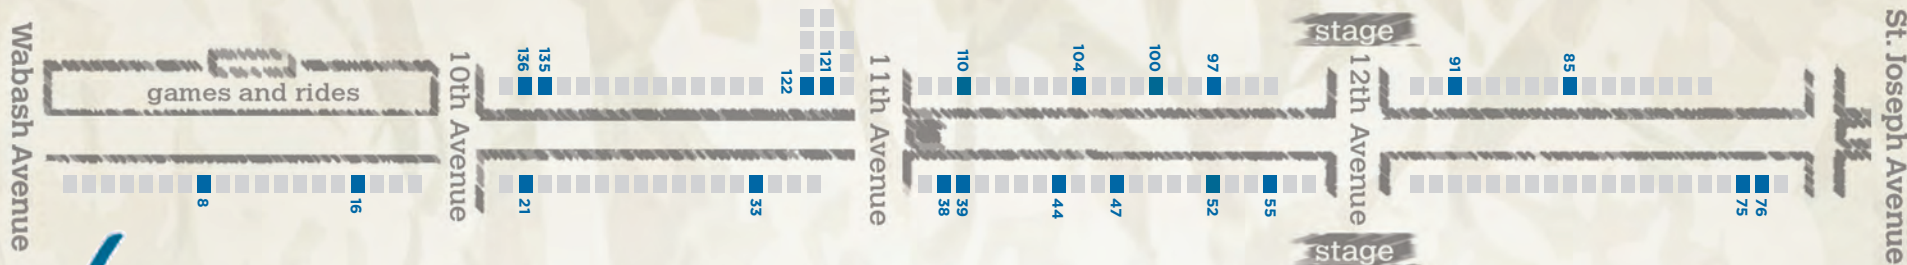 Wabash Avenue
games and rides
8
16
10th Avenue
136
135
122
121
21
33
11th Avenue
110
104
100
97
38
39
44
47
52
55
stage
12th Avenue
stage
91
85
75
76
St. Joseph Avenue